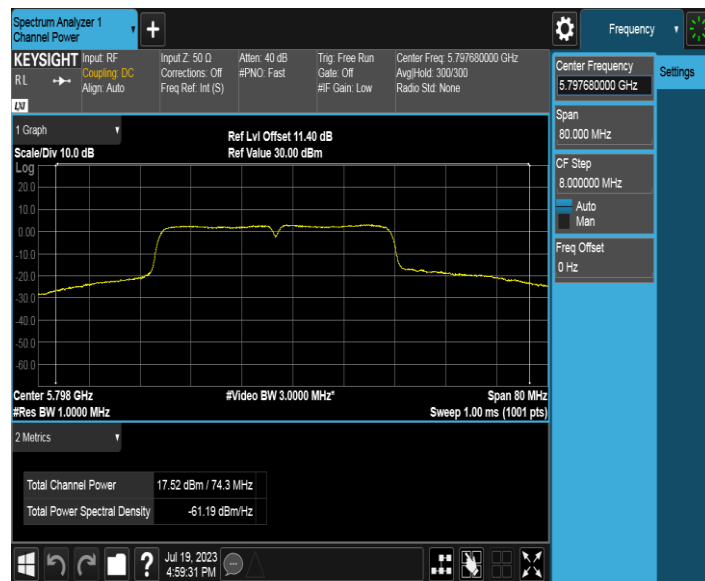 Spectrum Analyzer 1
Channel Power
+
Frequency
KEYSIGHT
RL
LXI
Input: RF
Coupling: DC
Align: Auto
Input Z: 50 Ω
Corrections: Off
Freq Ref: Int (S)
Atten: 40 dB
#PNO: Fast
Trig: Free Run
Gate: Off
#IF Gain: Low
Center Freq: 5.797680000 GHz
Avg|Hold: 300/300
Radio Std: None
Center Frequency
5.797680000 GHz
Settings
Span
80.000 MHz
CF Step
8.000000 MHz
Auto
Man
Freq Offset
0 Hz
1 Graph
Scale/Div 10.0 dB
Ref Lvl Offset 11.40 dB
Ref Value 30.00 dBm
Log
20.0
10.0
0.00
-10.0
-20.0
-30.0
-40.0
-50.0
-60.0
Center 5.798 GHz
#Res BW 1.0000 MHz
#Video BW 3.0000 MHz*
Span 80 MHz
Sweep 1.00 ms (1001 pts)
2 Metrics
Total Channel Power 17.52 dBm / 74.3 MHz
Total Power Spectral Density -61.19 dBm/Hz
?
Jul 19, 2023
4:59:31 PM